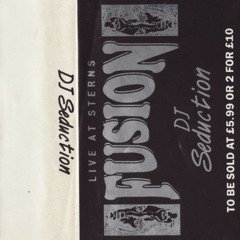 DJ Seduction
LIVE AT STERNS
FUSION
DJ
Seduction
TO BE SOLD AT £5.99 OR 2 FOR £10